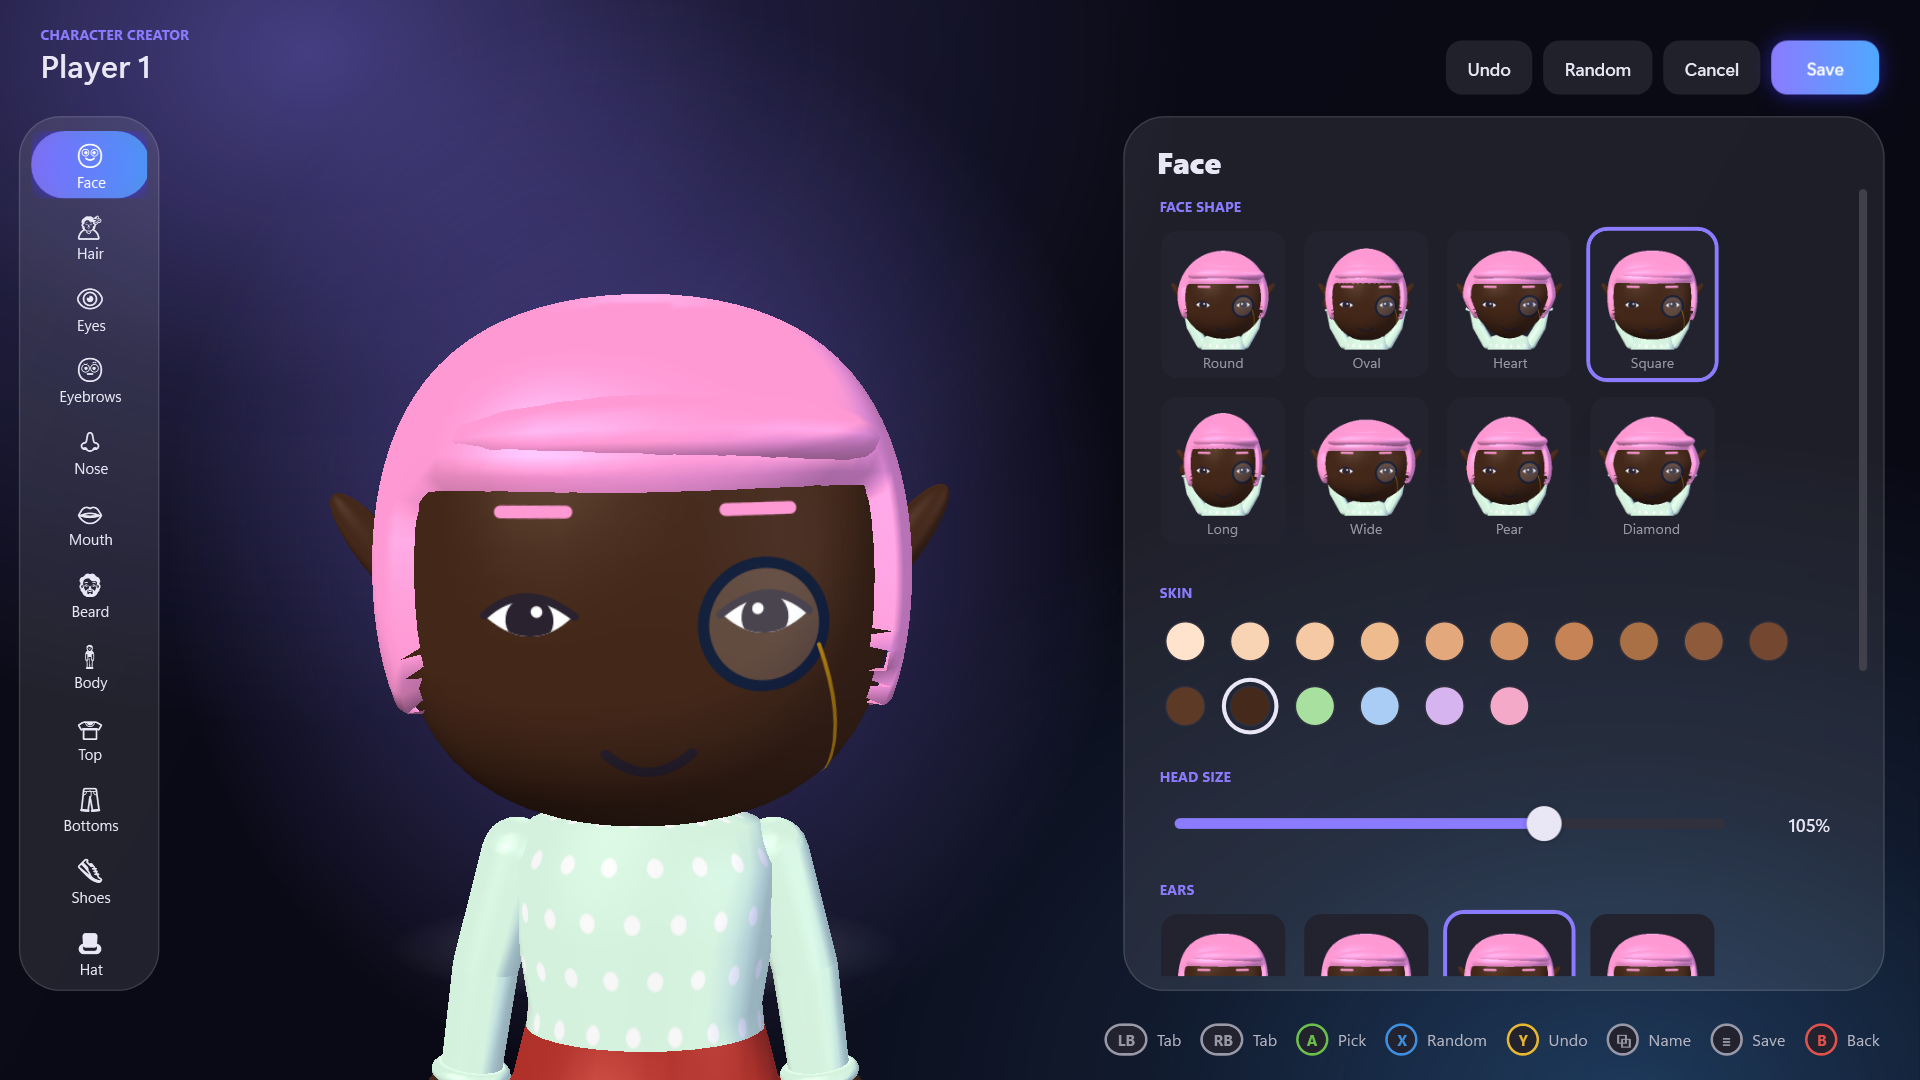 CHARACTER CREATOR
Player 1
Undo
Random
Cancel
Save
Face
Hair
Eyes
Eyebrows
Nose
Mouth
Beard
Body
Top
Bottoms
Shoes
Hat
Face
FACE SHAPE
Round
Oval
Heart
Square
Long
Wide
Pear
Diamond
SKIN
HEAD SIZE
105%
EARS
LB Tab
RB Tab
A Pick
X Random
Y Undo
Name
Save
B Back